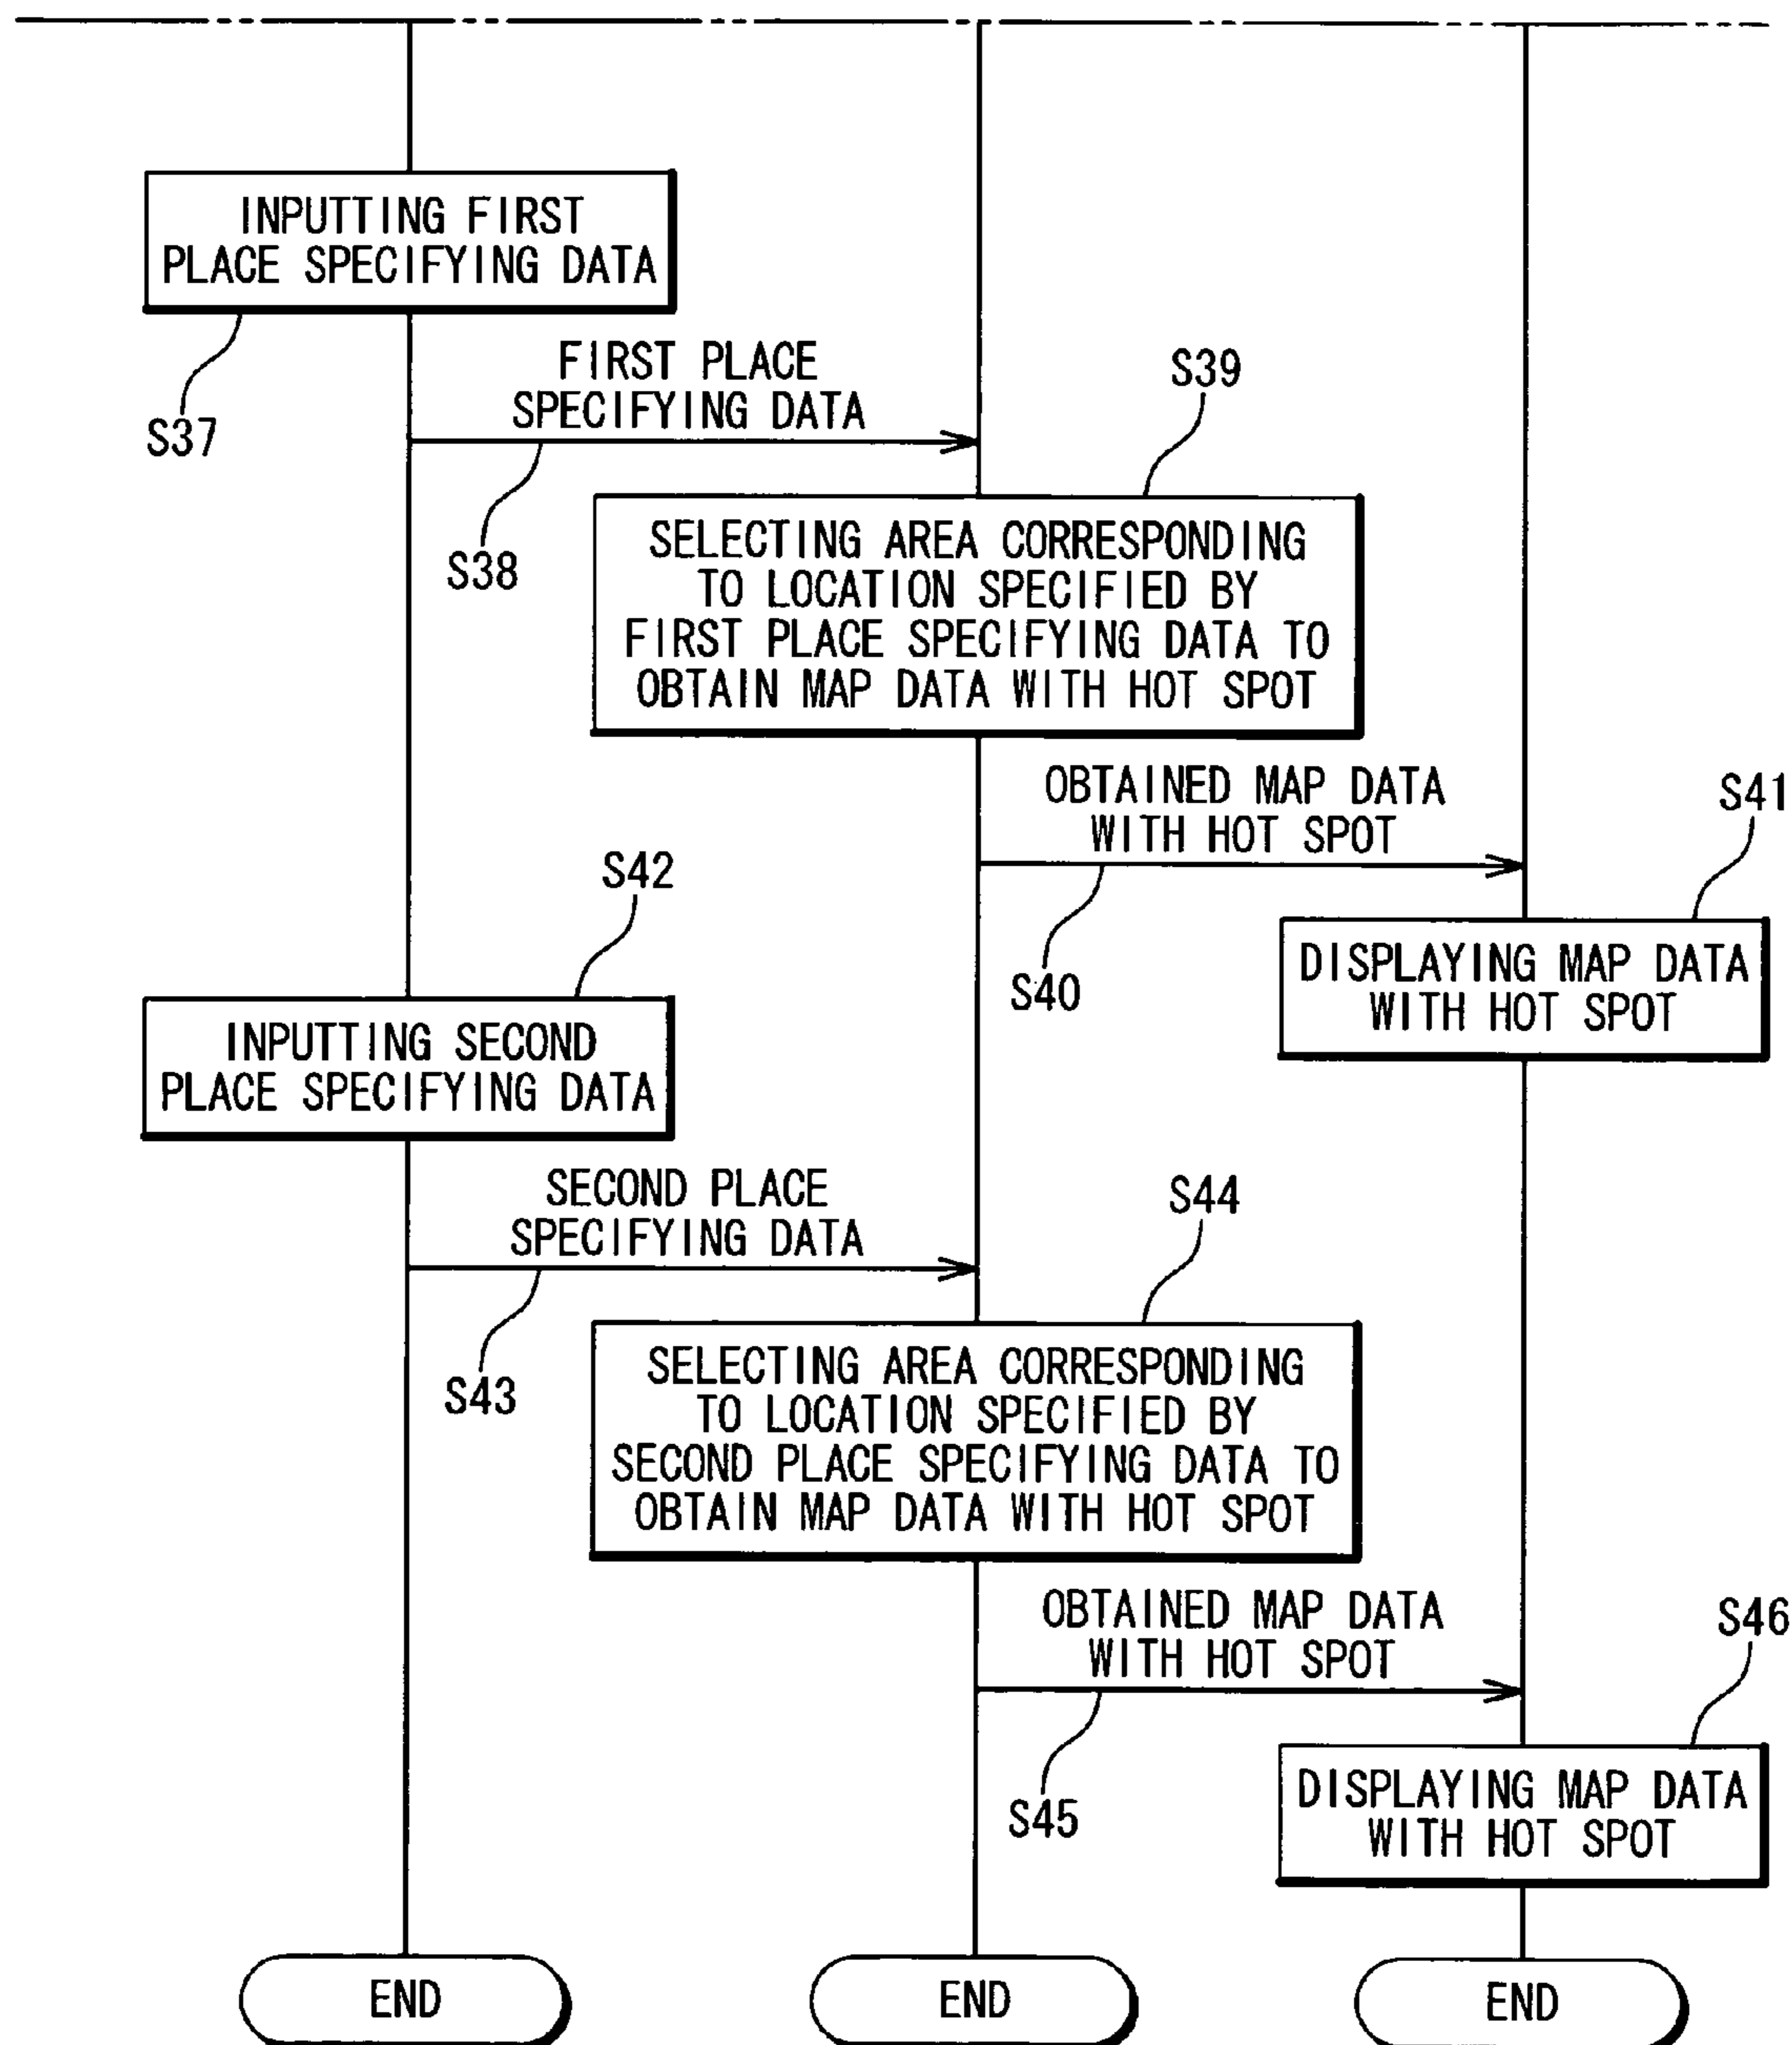 INPUTTING FIRST
PLACE SPECIFYING DATA
S37
FIRST PLACE
SPECIFYING DATA
S38
S39
SELECTING AREA CORRESPONDING
TO LOCATION SPECIFIED BY
FIRST PLACE SPECIFYING DATA TO
OBTAIN MAP DATA WITH HOT SPOT
OBTAINED MAP DATA
WITH HOT SPOT
S40
S41
DISPLAYING MAP DATA
WITH HOT SPOT
S42
INPUTTING SECOND
PLACE SPECIFYING DATA
SECOND PLACE
SPECIFYING DATA
S43
S44
SELECTING AREA CORRESPONDING
TO LOCATION SPECIFIED BY
SECOND PLACE SPECIFYING DATA TO
OBTAIN MAP DATA WITH HOT SPOT
OBTAINED MAP DATA
WITH HOT SPOT
S45
S46
DISPLAYING MAP DATA
WITH HOT SPOT
END
END
END